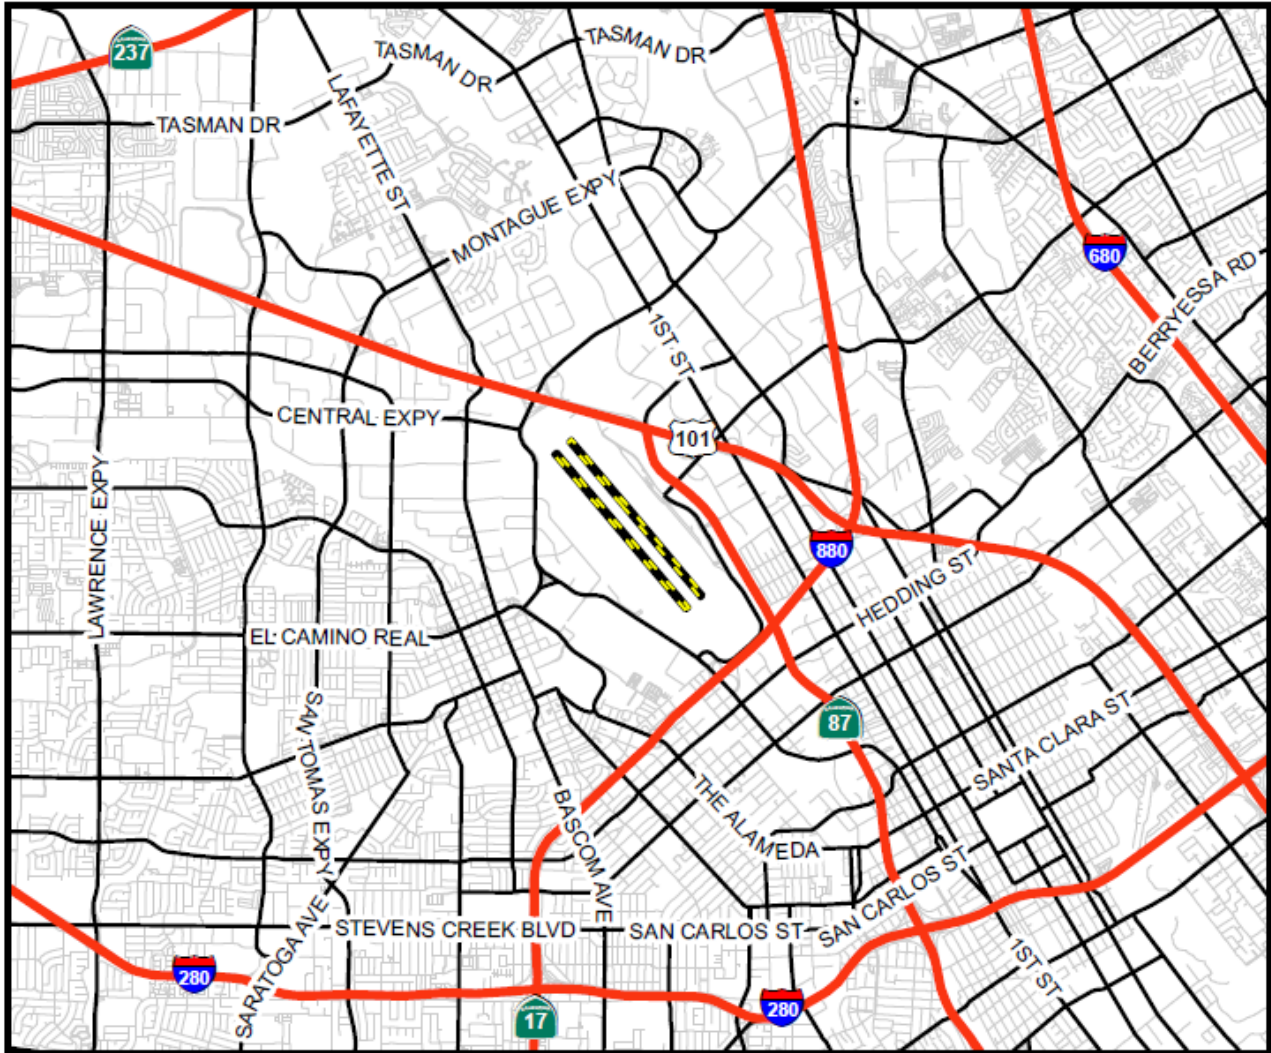 237
TASMAN DR
TASMAN DR
TASMAN DR
LAFAYETTE ST
MONTAGUE EXPY
680
BERRYESSA RD
1ST ST
CENTRAL EXPY
101
LAWRENCE EXPY
880
HEDDING ST
EL CAMINO REAL
SAN TOMAS EXPY
87
SANTA CLARA ST
BASCOM AVE
THE ALAMEDA
SAN CARLOS ST
STEVENS CREEK BLVD
SAN CARLOS ST
SARATOGA AVE
1ST ST
280
280
17